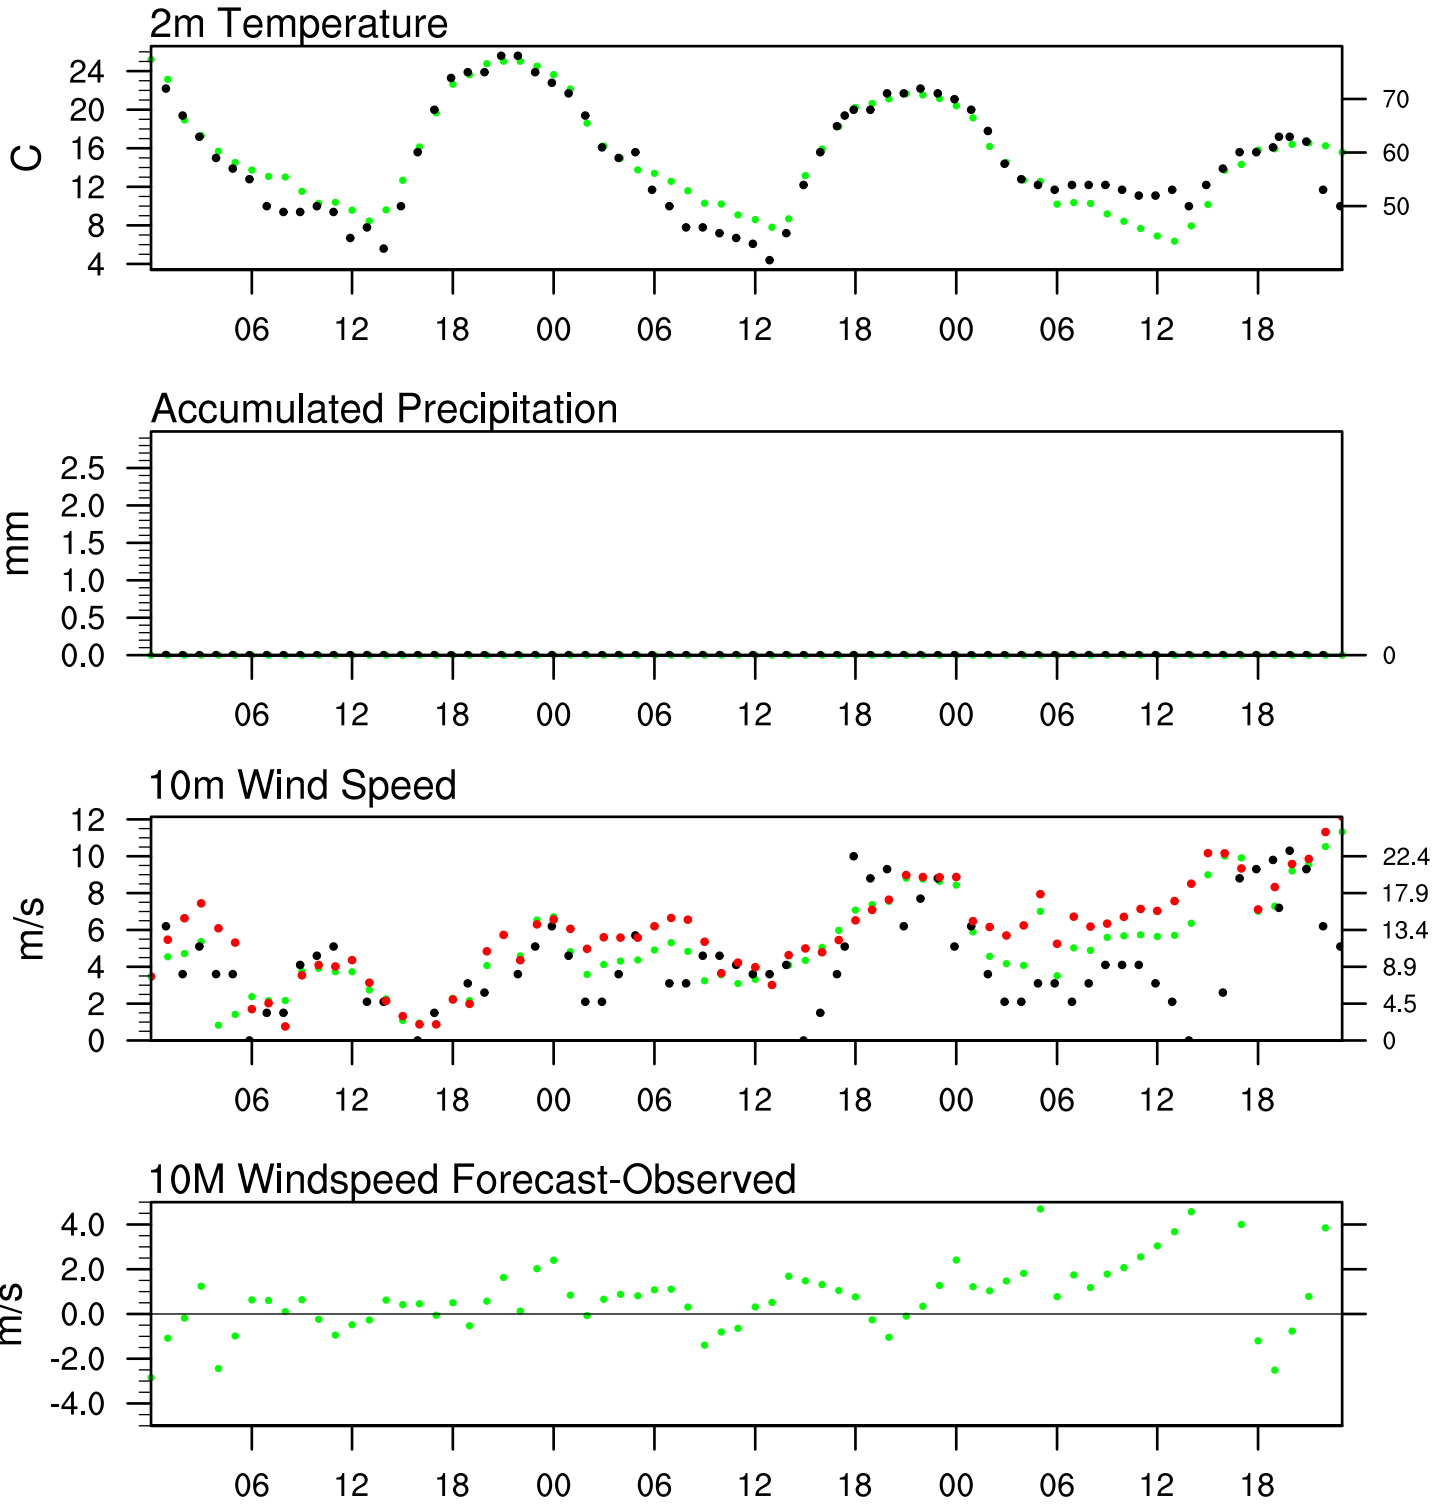 2m Temperature
24
20
16
12
8
4
C
70
60
50
06 12 18 00 06 12 18 00 06 12 18
Accumulated Precipitation
2.5
2.0
1.5
1.0
0.5
0.0
mm
0
06 12 18 00 06 12 18 00 06 12 18
10m Wind Speed
12
10
8
6
4
2
0
m/s
22.4
17.9
13.4
8.9
4.5
0
06 12 18 00 06 12 18 00 06 12 18
10M Windspeed Forecast-Observed
4.0
2.0
0.0
-2.0
-4.0
m/s
06 12 18 00 06 12 18 00 06 12 18